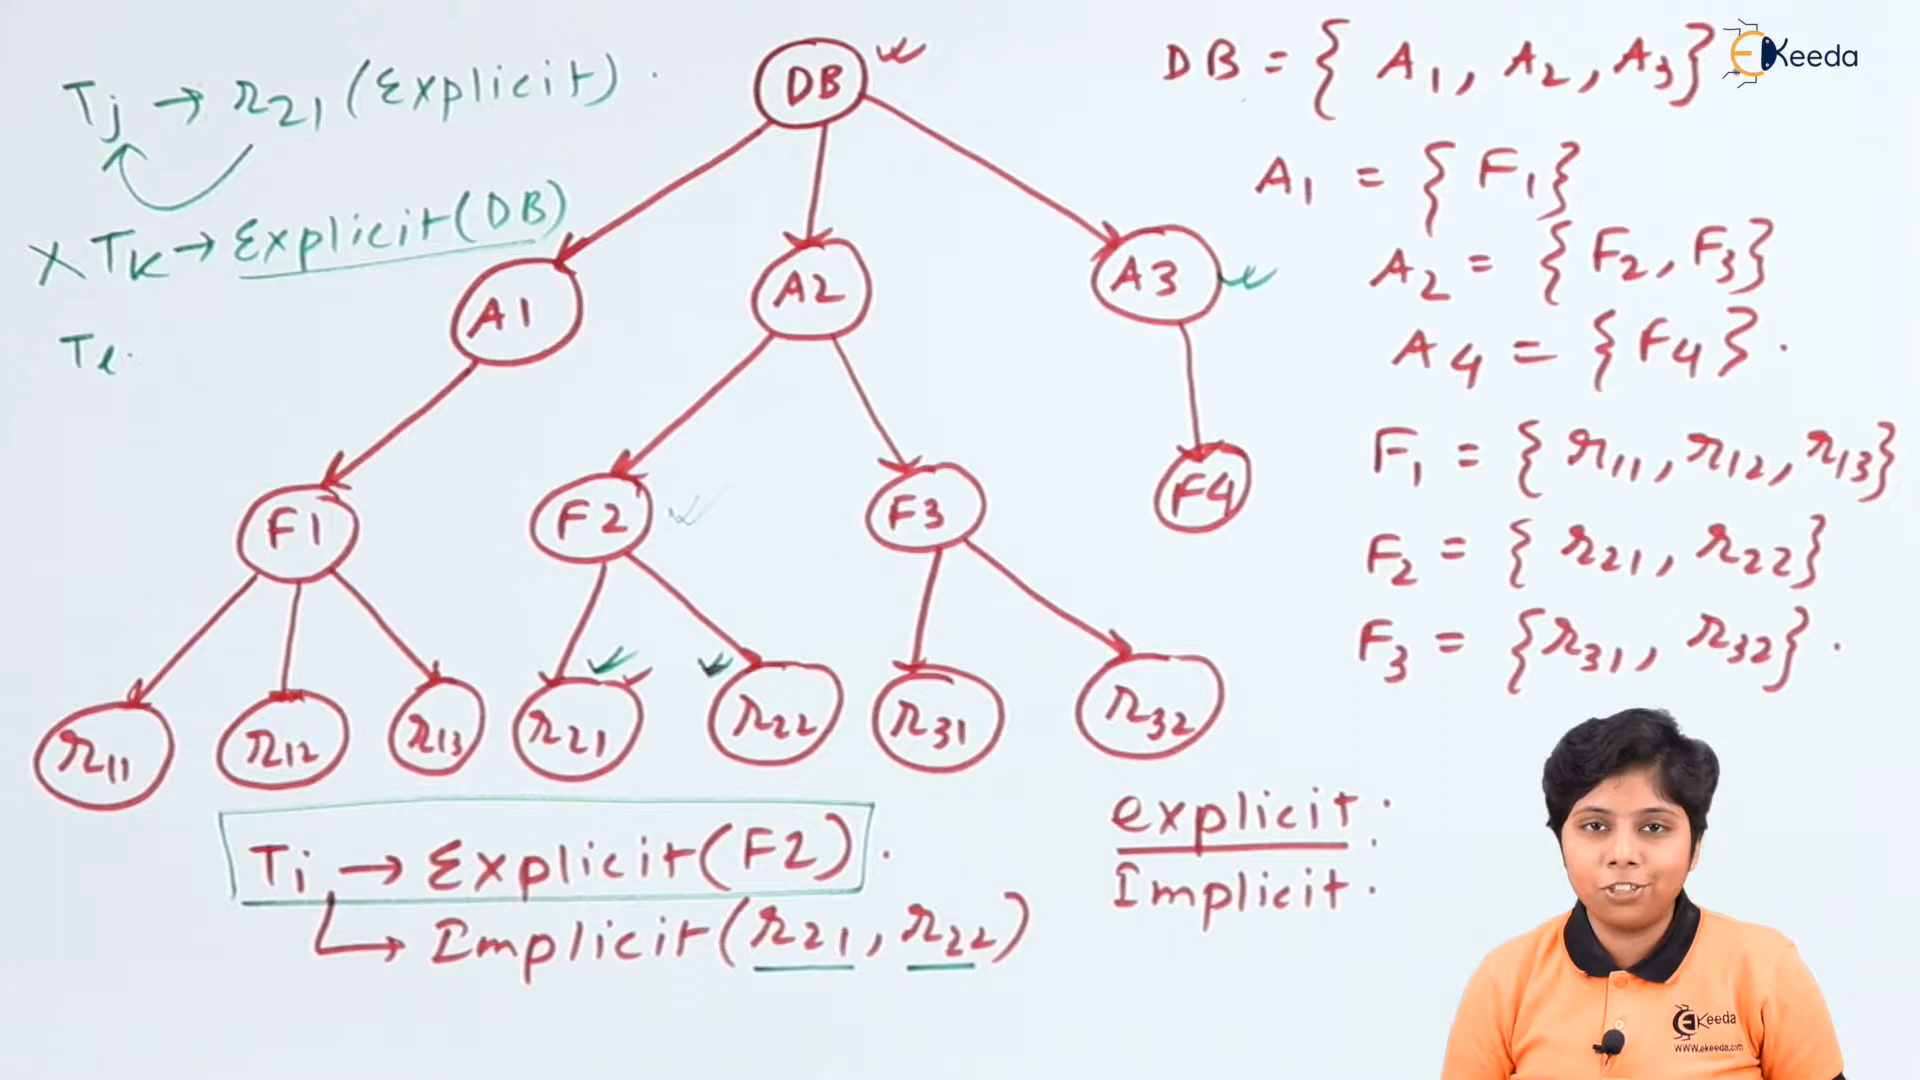 Tj → r21 (Explicit).
X Tk → Explicit(DB)
Tl.
DB
A1
A2
A3
F1
F2
F3
F4
r11
r12
r13
r21
r22
r31
r32
Ti → Explicit(F2).
→ Implicit(r21, r22)
DB = { A1, A2, A3}
A1 = { F1}
A2 = {F2, F3}
A4 = {F4}.
F1 = {r11, r12, r13}
F2 = { r21, r22}
F3 = {r31, r32}.
explicit:
Implicit.
EKeeda
EKeeda
www.ekeeda.com